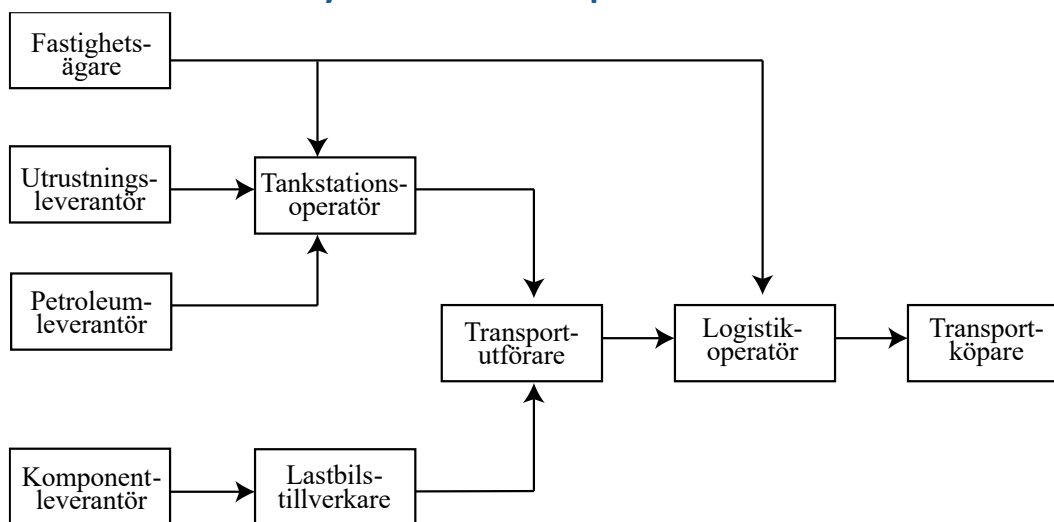 Fastighets-
ägare
Utrustnings-
leverantör
Tankstations-
operatör
Petroleum-
leverantör
Transport-
utförare
Logistik-
operatör
Transport-
köpare
Komponent-
leverantör
Lastbils-
tillverkare